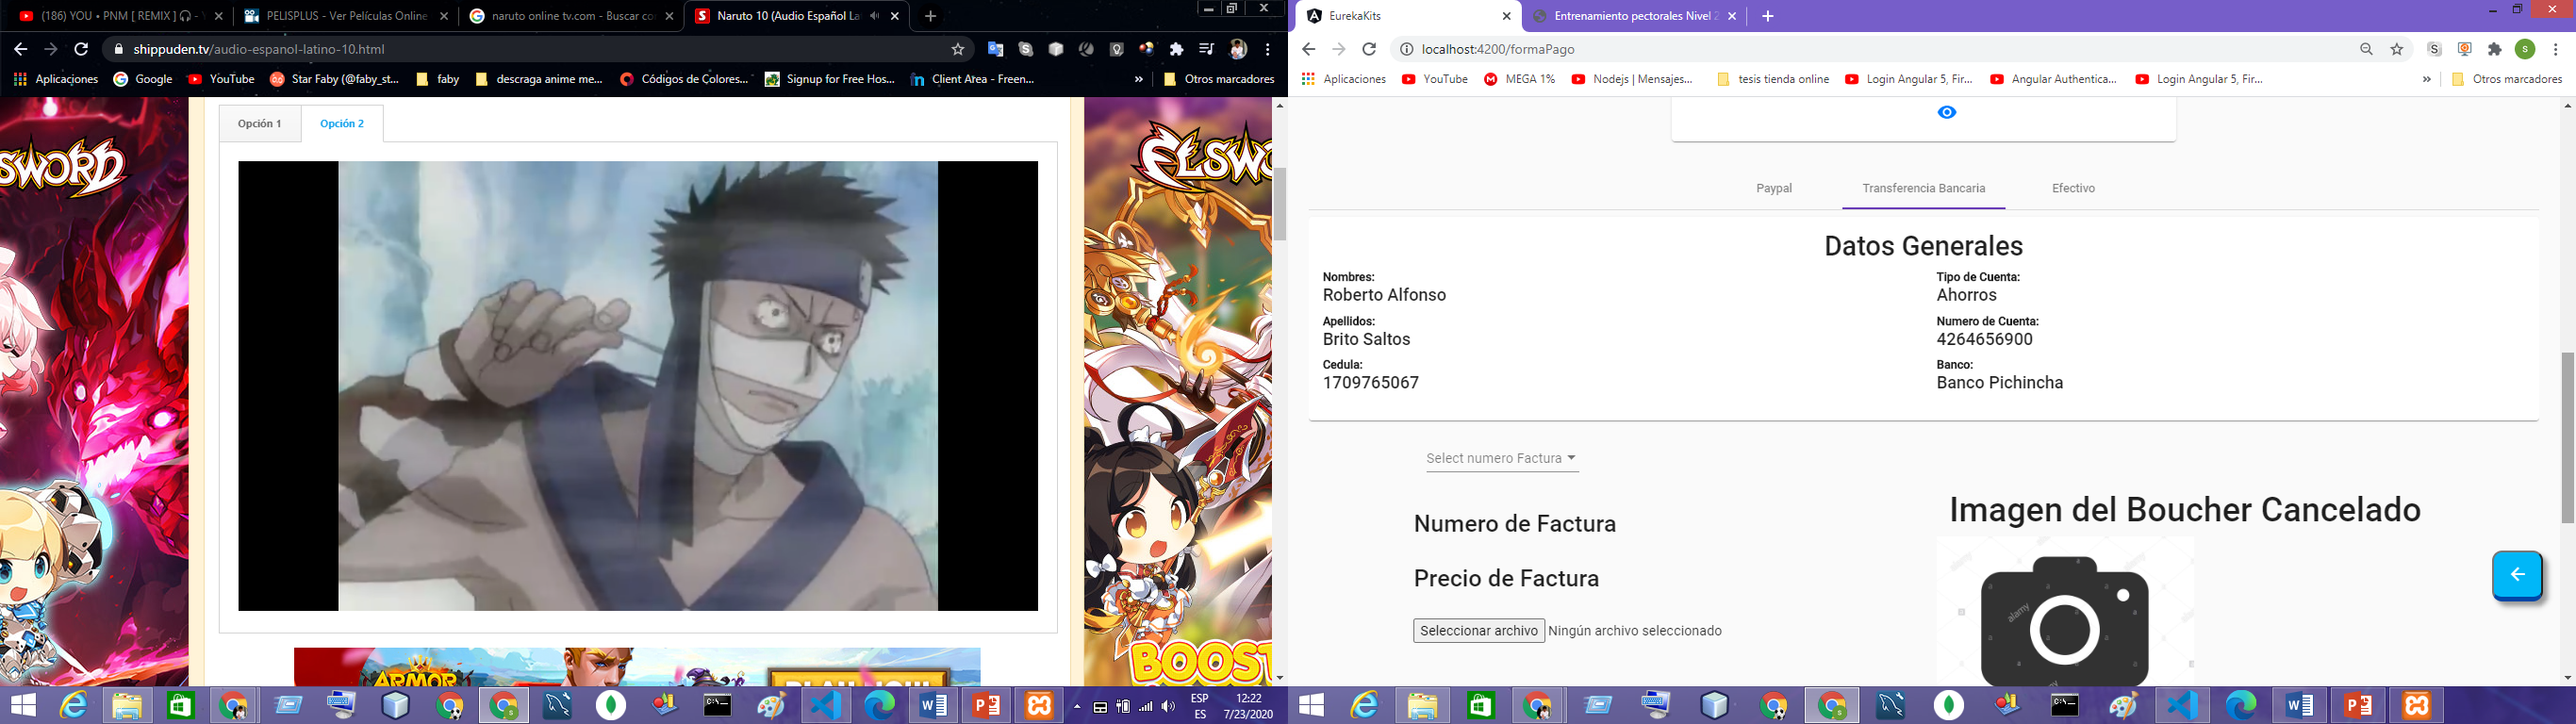 (186) YOU • PNM [ REMIX ] 🎧 - Y
PELISPLUS - Ver Películas Online
naruto online tv.com - Buscar co
Naruto 10 (Audio Español La
shippuden.tv/audio-espanol-latino-10.html
Aplicaciones
Google
YouTube
Star Faby (@faby_st...
faby
descraga anime me...
Códigos de Colores...
Signup for Free Hos...
Client Area - Freen...
»
Otros marcadores
Opción 1
Opción 2
SWORD
ELSWO
BOOST
ARMOR
ESP
ES
12:22
7/23/2020
EurekaKits
Entrenamiento pectorales Nivel 2
localhost:4200/formaPago
Aplicaciones
YouTube
MEGA 1%
Nodejs | Mensajes...
tesis tienda online
Login Angular 5, Fir...
Angular Authentica...
Login Angular 5, Fir...
»
Otros marcadores
Paypal
Transferencia Bancaria
Efectivo
Datos Generales
Nombres:
Roberto Alfonso
Apellidos:
Brito Saltos
Cedula:
1709765067
Tipo de Cuenta:
Ahorros
Numero de Cuenta:
4264656900
Banco:
Banco Pichincha
Select numero Factura
Numero de Factura
Precio de Factura
Seleccionar archivo Ningún archivo seleccionado
Imagen del Boucher Cancelado
alamy